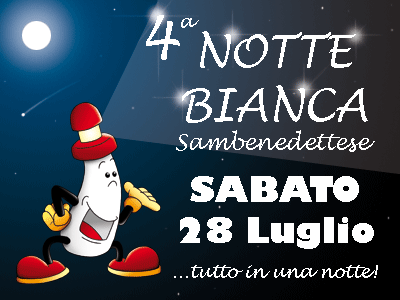 4ª NOTTE
BIANCA
Sambenedettese
SABATO
28 Luglio
...tutto in una notte!